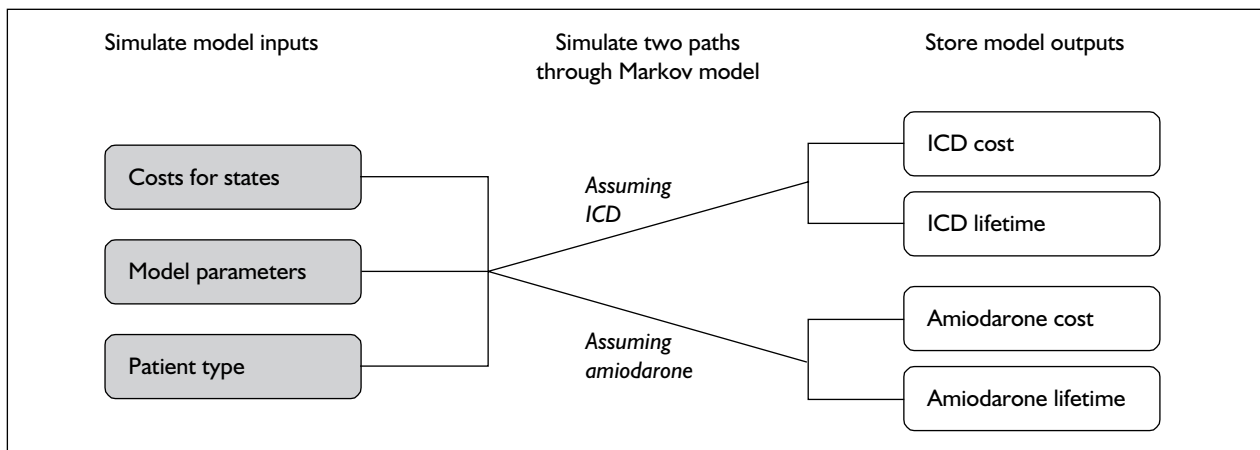 Simulate model inputs
Simulate two paths
through Markov model
Store model outputs
Costs for states
Model parameters
Patient type
Assuming
ICD
Assuming
amiodarone
ICD cost
ICD lifetime
Amiodarone cost
Amiodarone lifetime